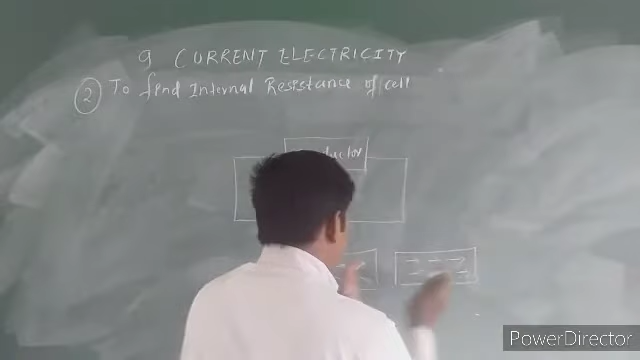 9 CURRENT ELECTRICITY
② To find Internal Resistance of cell
PowerDirector